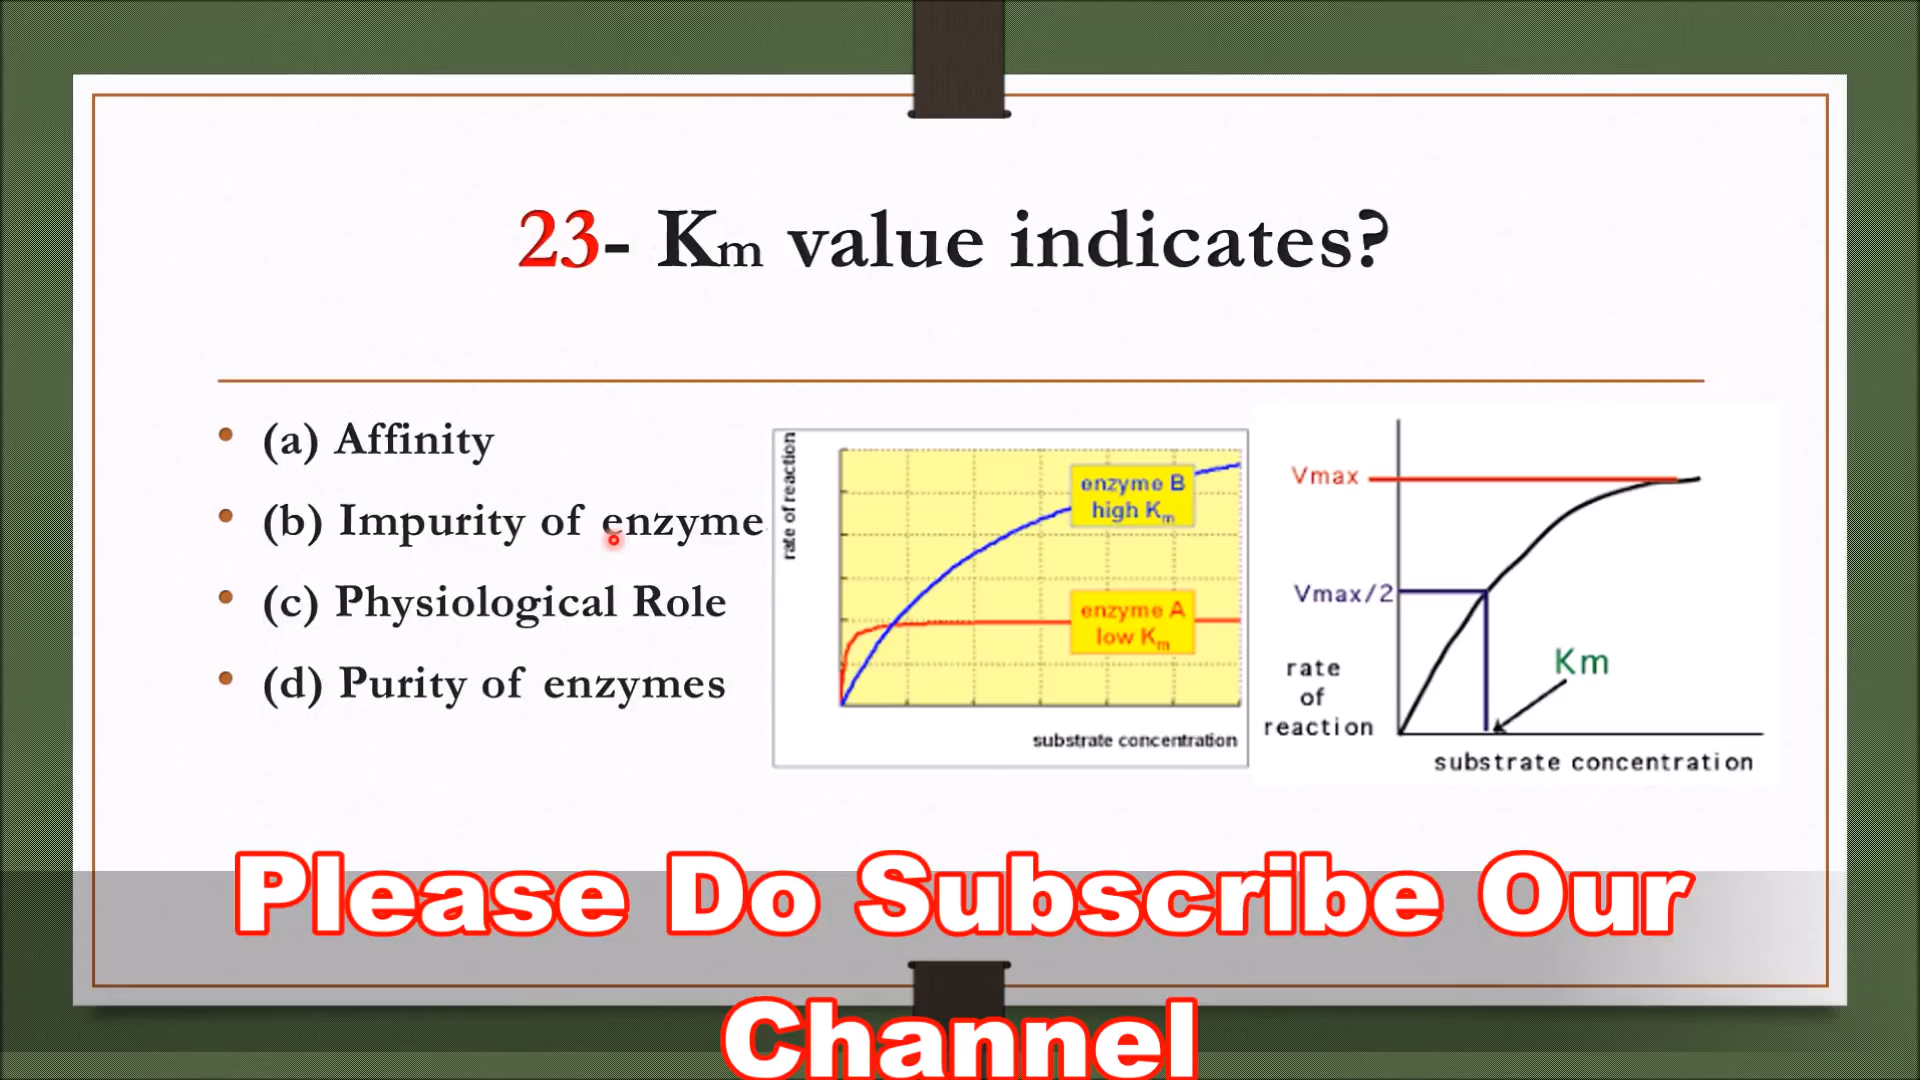 23- Km value indicates?
• (a) Affinity
• (b) Impurity of enzyme
• (c) Physiological Role
• (d) Purity of enzymes
rate of reaction
enzyme B
high Km
enzyme A
low Km
substrate concentration
Vmax
Vmax/2
Km
rate
of
reaction
substrate concentration
Please Do Subscribe Our
Channel